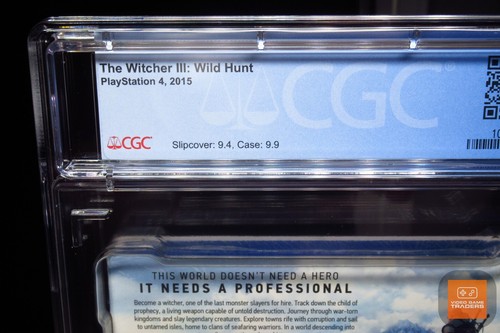 The Witcher III: Wild Hunt
PlayStation 4, 2015
CGC
CGC
Slipcover: 9.4, Case: 9.9
10
THIS WORLD DOESN'T NEED A HERO
IT NEEDS A PROFESSIONAL
Become a witcher, one of the last monster slayers for hire. Track down the child of
prophecy, a living weapon capable of untold destruction. Journey through war-torn
kingdoms and slay legendary creatures. Explore towns rife with corruption and sail
to untamed isles, home to clans of seafaring warriors. In a world descending into
VIDEO GAME
TRADERS